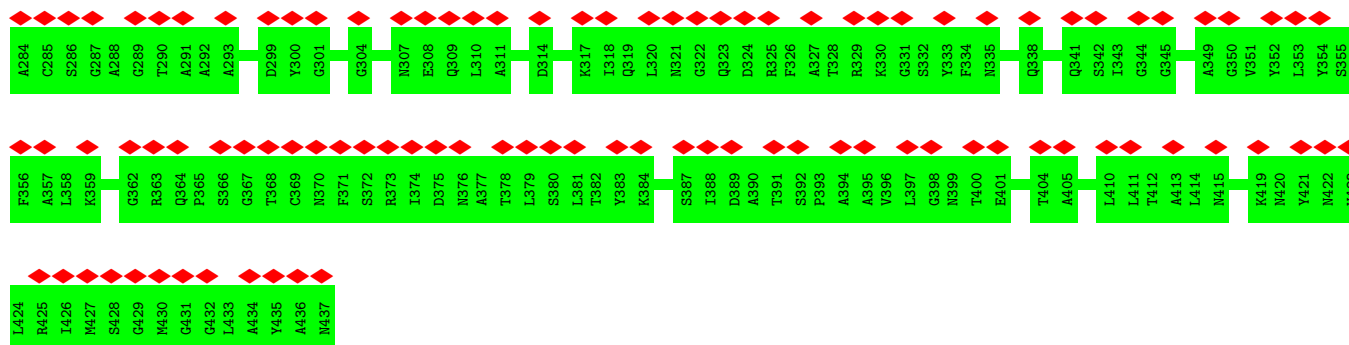 A284 C285 S286 G287 A288 G289 T290 A291 A292 A293 D299 Y300 G301 G304 N307 E308 Q309 L310 A311 D314 K317 I318 Q319 L320 N321 G322 Q323 D324 R325 F326 A327 T328 R329 K330 G331 S332 Y333 F334 N335 Q338 Q341 S342 I343 G344 G345 A349 G350 V351 Y352 L353 Y354 S355
F356 A357 L358 K359 G362 R363 Q364 P365 S366 G367 T368 C369 N370 F371 S372 R373 I374 D375 N376 A377 T378 L379 S380 L381 T382 Y383 K384 S387 I388 D389 A390 T391 S392 P393 A394 A395 V396 L397 G398 N399 T400 E401 T404 A405 L410 L411 T412 A413 L414 N415 K419 N420 Y421 N422
L424 R425 I426 M427 S428 G429 M430 G431 G432 L433 A434 Y435 A436 N437